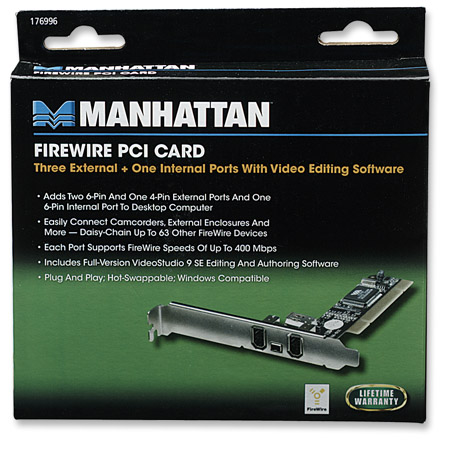 176996
MANHATTAN
FIREWIRE PCI CARD
MANHATTAN
FIREWIRE PCI CARD
Three External + One Internal Ports With Video Editing Software
• Adds Two 6-Pin And One 4-Pin External Ports And One
6-Pin Internal Port To Desktop Computer
• Easily Connect Camcorders, External Enclosures And
More — Daisy-Chain Up To 63 Other FireWire Devices
• Each Port Supports FireWire Speeds Of Up To 400 Mbps
• Includes Full-Version VideoStudio 9 SE Editing And Authoring Software
• Plug And Play; Hot-Swappable; Windows Compatible
FireWire
LIFETIME
WARRANTY